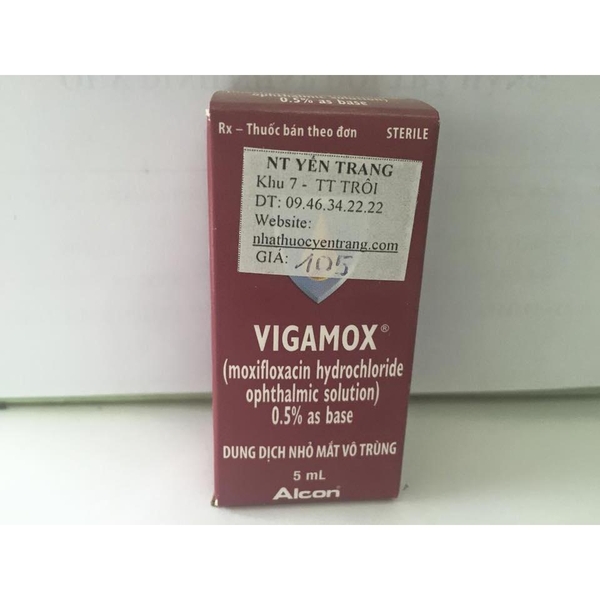 ophthalmic solution)
0.5% as base
Rx – Thuốc bán theo đơn STERILE
NT YẾN TRANG
Khu 7 - TT TRÔI
DT: 09.46.34.22.22
Website:
nhathuocyentrang.com
GIÁ: 105
VIGAMOX®
(moxifloxacin hydrochloride
ophthalmic solution)
0.5% as base
DUNG DỊCH NHỎ MẮT VÔ TRÙNG
5 mL
Alcon®